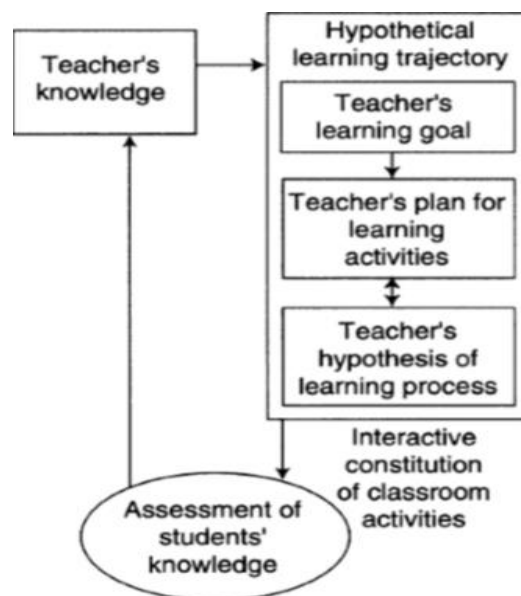 Teacher's
knowledge
Hypothetical
learning trajectory
Teacher's
learning goal
Teacher's plan for
learning
activities
Teacher's
hypothesis of
learning process
Interactive
constitution
of classroom
activities
Assessment of
students'
knowledge